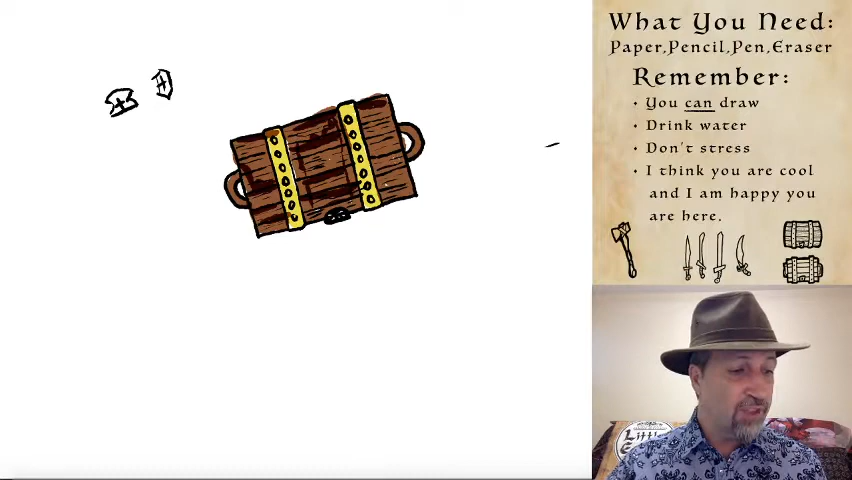 What You Need:
Paper,Pencil,Pen,Eraser
Remember:
• You can draw
• Drink water
• Don't stress
• I think you are cool
and I am happy you
are here.